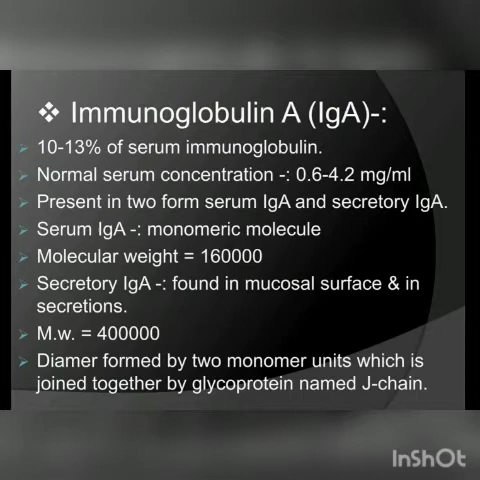 ❖ Immunoglobulin A (IgA)-:
➢ 10-13% of serum immunoglobulin.
➢ Normal serum concentration -: 0.6-4.2 mg/ml
➢ Present in two form serum IgA and secretory IgA.
➢ Serum IgA -: monomeric molecule
➢ Molecular weight = 160000
➢ Secretory IgA -: found in mucosal surface & in
secretions.
➢ M.w. = 400000
➢ Diamer formed by two monomer units which is
joined together by glycoprotein named J-chain.
InShOt